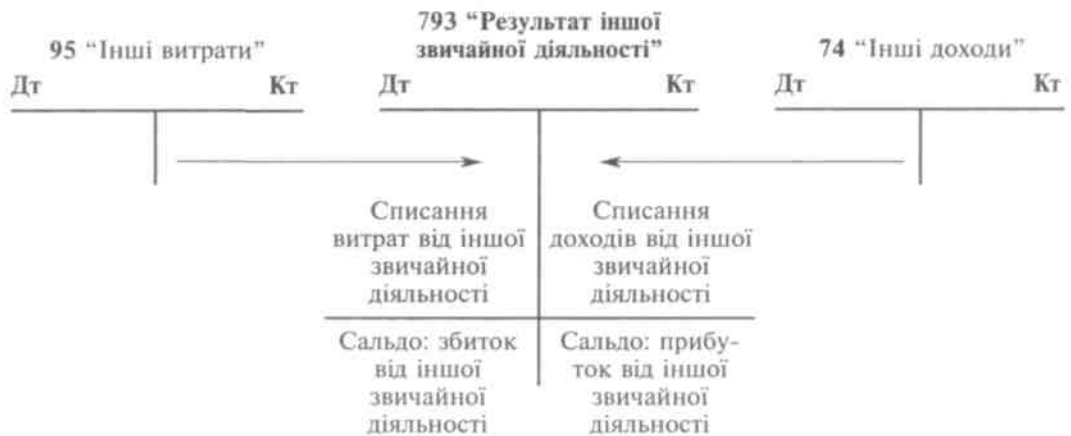 793 “Результат іншої
звичайної діяльності”
95 “Інші витрати”
74 “Інші доходи”
Дт Кт
Дт Кт
Дт Кт
Списання
витрат від іншої
звичайної
діяльності
Списання
доходів від іншої
звичайної
діяльності
Сальдо: збиток
від іншої
звичайної
діяльності
Сальдо: прибу-
ток від іншої
звичайної
діяльності